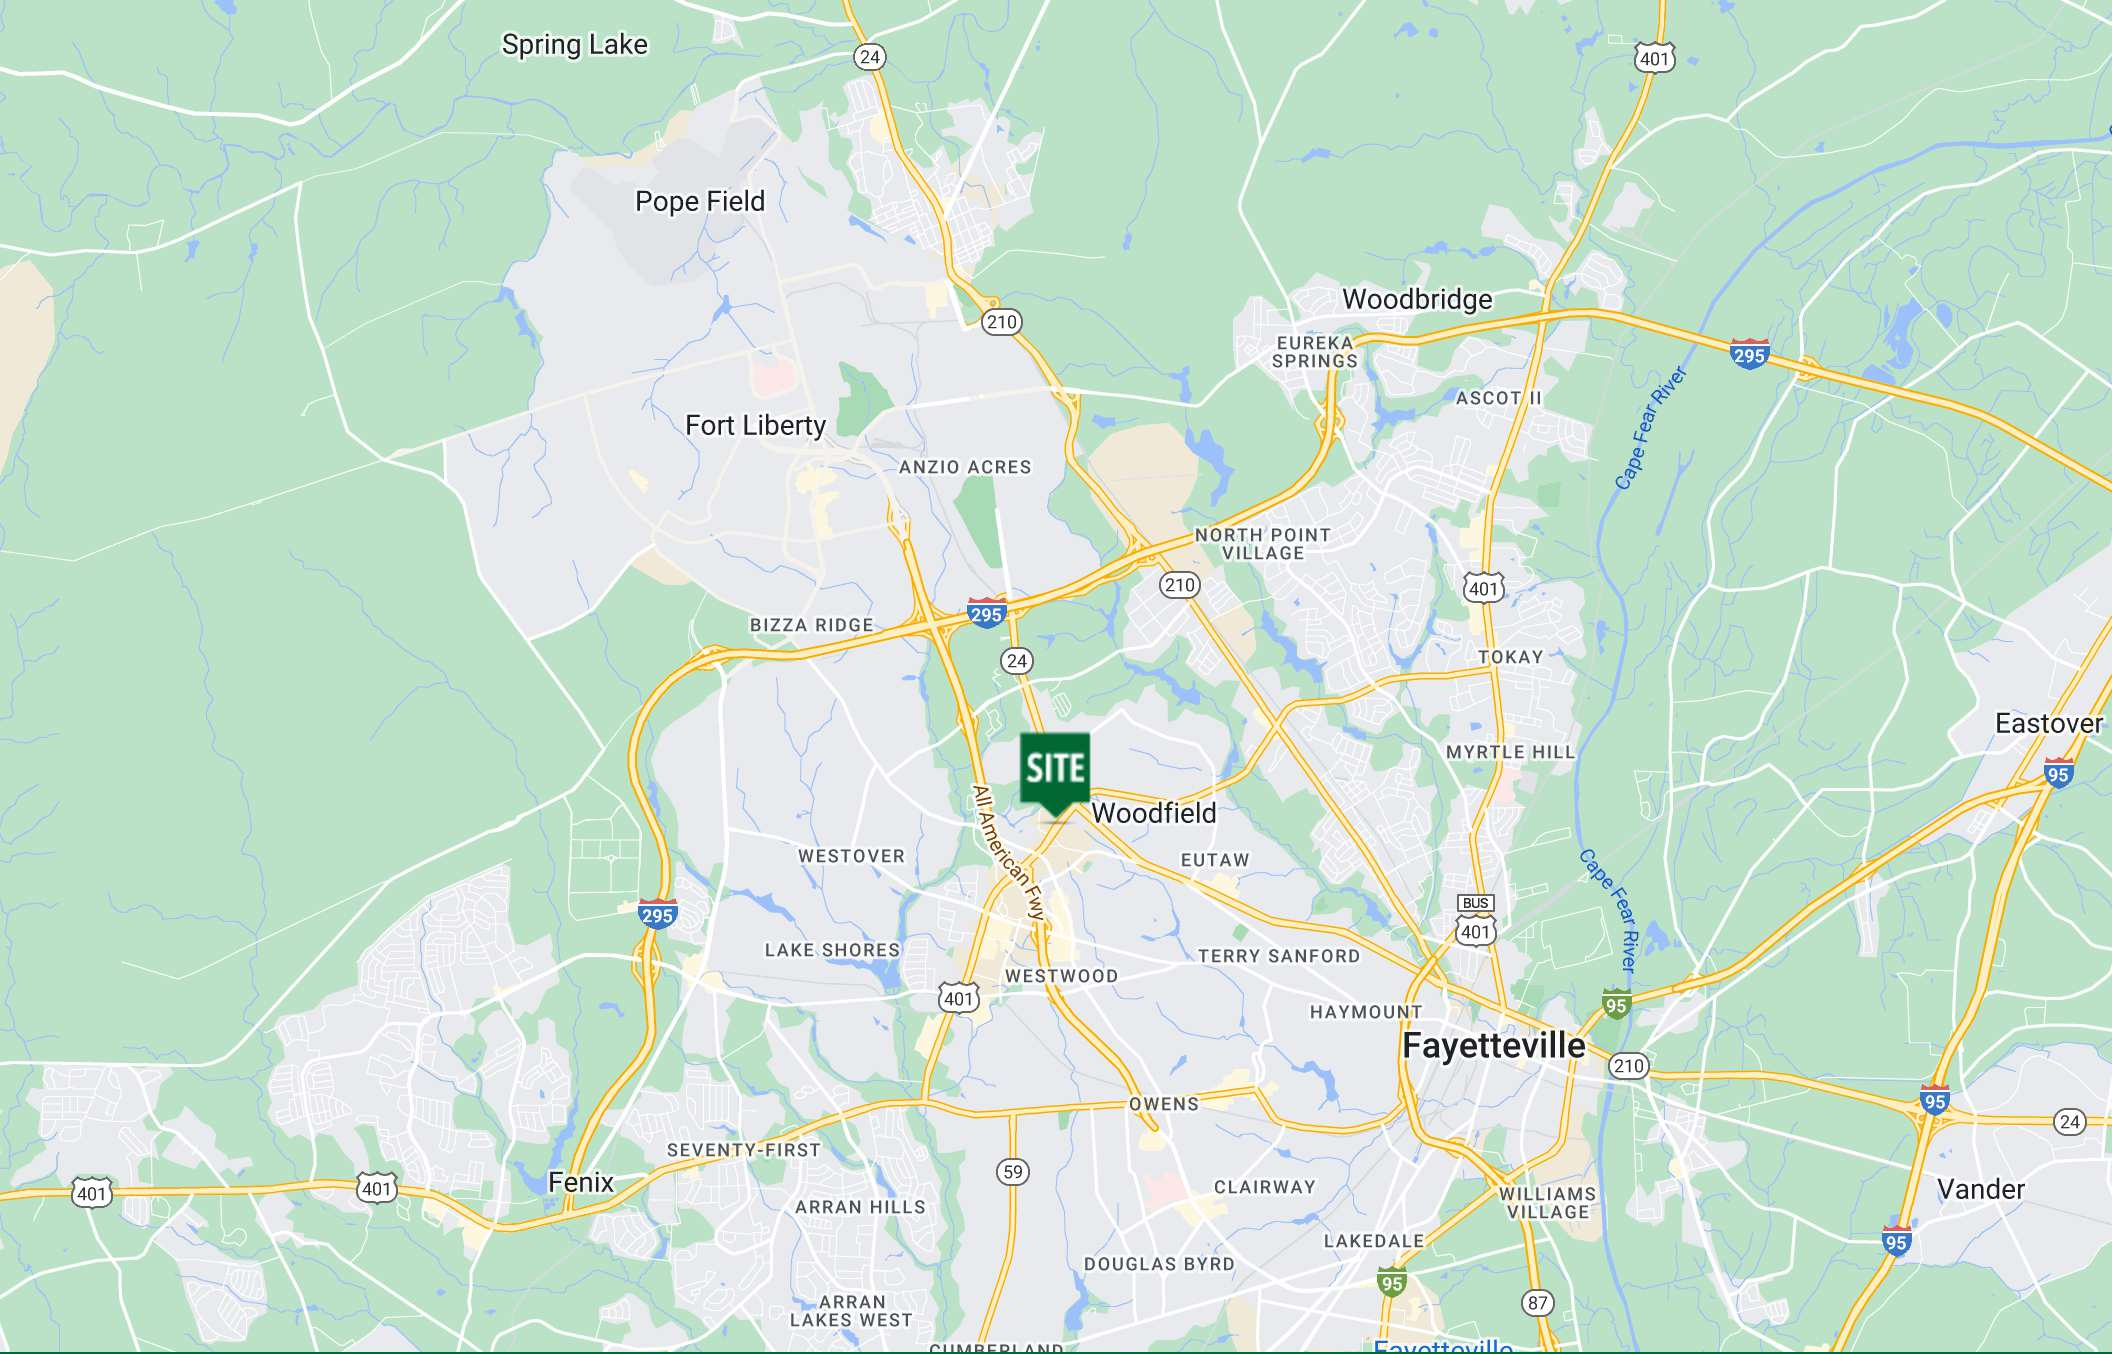 Spring Lake
24
401
Pope Field
Woodbridge
210
EUREKA
SPRINGS
295
ASCOT II
Cape Fear River
Fort Liberty
ANZIO ACRES
NORTH POINT
VILLAGE
210
401
295
BIZZA RIDGE
24
TOKAY
Eastover
MYRTLE HILL
95
SITE
Woodfield
All American Fwy
WESTOVER
EUTAW
Cape Fear River
BUS
401
295
LAKE SHORES
TERRY SANFORD
WESTWOOD
401
HAYMOUNT
95
Fayetteville
210
95
24
OWENS
SEVENTY-FIRST
59
Fenix
401
401
CLAIRWAY
WILLIAMS
VILLAGE
Vander
ARRAN HILLS
LAKEDALE
95
DOUGLAS BYRD
95
87
ARRAN
LAKES WEST
CUMBERLAND
Fayetteville